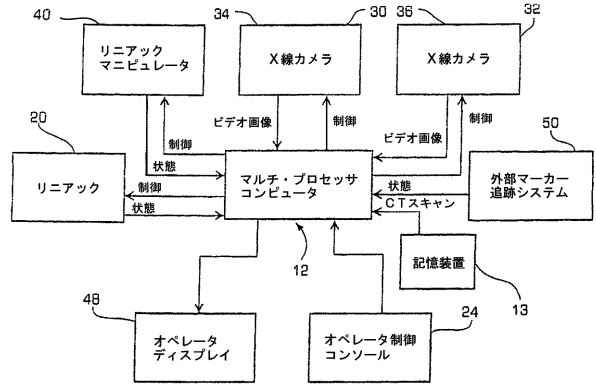 40
34
30
36
32
リニアック
マニピュレータ
X線カメラ
X線カメラ
ビデオ画像
制御
制御
ビデオ画像
制御
20
状態
50
リニアック
制御
状態
マルチ・プロセッサ
コンピュータ
状態
CTスキャン
外部マーカー
追跡システム
12
記憶装置
13
48
オペレータ
ディスプレイ
オペレータ制御
コンソール
24